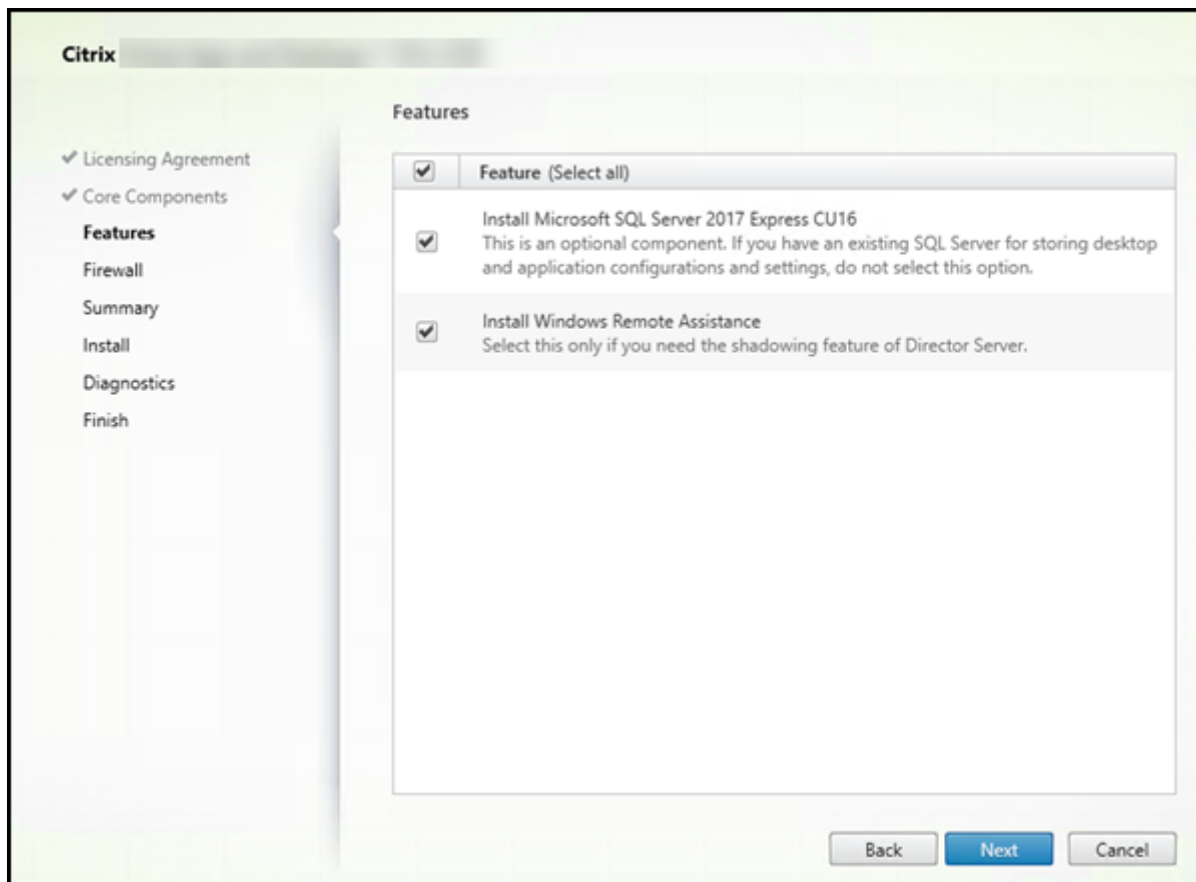 Citrix
Features
Licensing Agreement
Core Components
Features
Firewall
Summary
Install
Diagnostics
Finish
Feature (Select all)
Install Microsoft SQL Server 2017 Express CU16
This is an optional component. If you have an existing SQL Server for storing desktop
and application configurations and settings, do not select this option.
Install Windows Remote Assistance
Select this only if you need the shadowing feature of Director Server.
Back
Next
Cancel